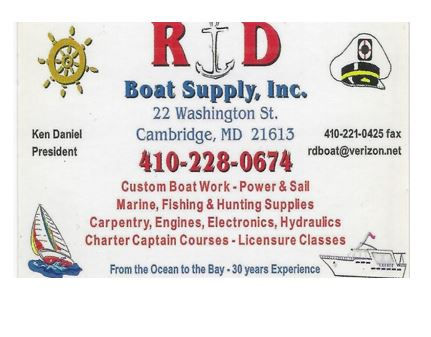 R D
Boat Supply, Inc.
22 Washington St.
Cambridge, MD 21613
Ken Daniel
President
410-221-0425 fax
rdboat@verizon.net
410-228-0674
Custom Boat Work - Power & Sail
Marine, Fishing & Hunting Supplies
Carpentry, Engines, Electronics, Hydraulics
Charter Captain Courses - Licensure Classes
From the Ocean to the Bay - 30 years Experience